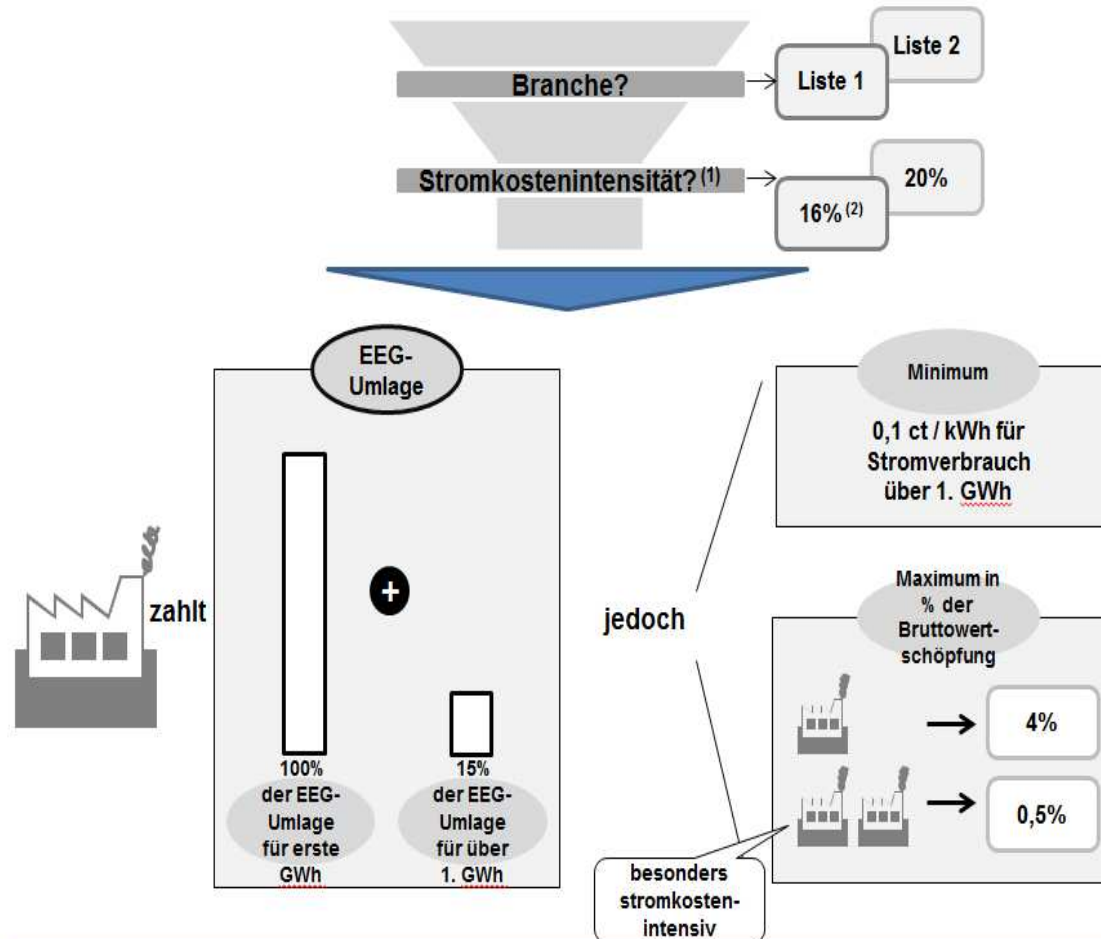 Liste 2
Branche?
Liste 1
Stromkostenintensität? (1)
20%
16% (2)
EEG-
Umlage
zahlt
+
100%
der EEG-
Umlage
für erste
GWh
15%
der EEG-
Umlage
für über
1. GWh
jedoch
Minimum
0,1 ct / kWh für
Stromverbrauch
über 1. GWh
Maximum in
% der
Bruttowert-
schöpfung
4%
0,5%
besonders
stromkosten-
intensiv